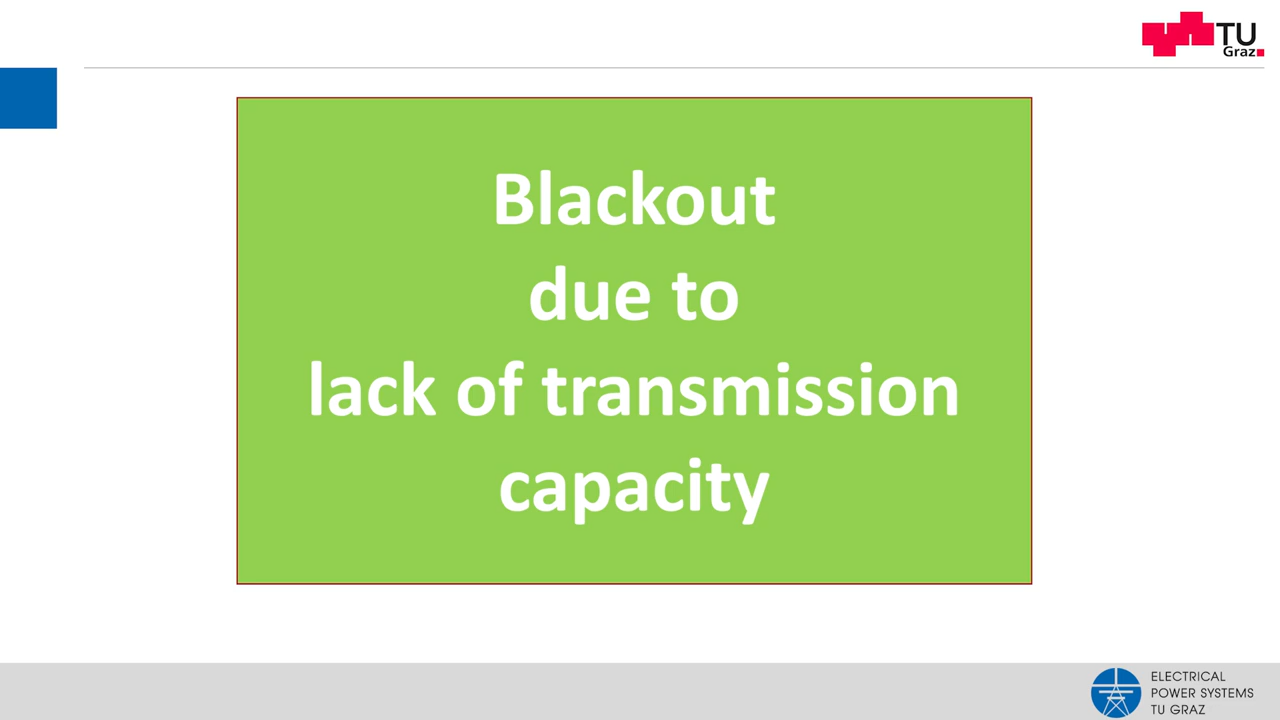 TU
Graz
Blackout
due to
lack of transmission
capacity
ELECTRICAL
POWER SYSTEMS
TU GRAZ